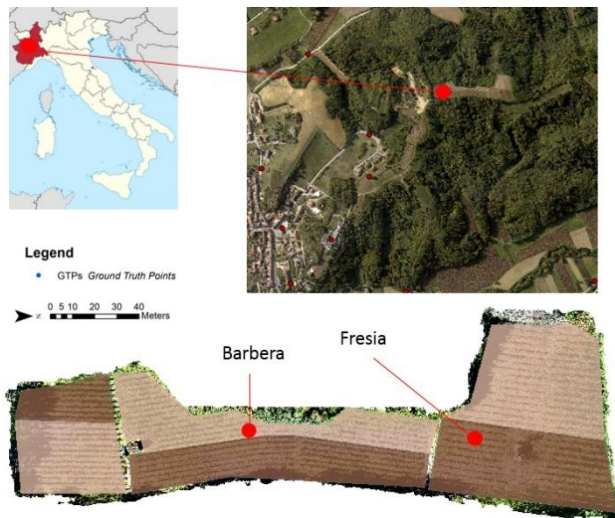 Legend
GTPs Ground Truth Points
N
0 5 10 20 30 40
Meters
Barbera
Fresia